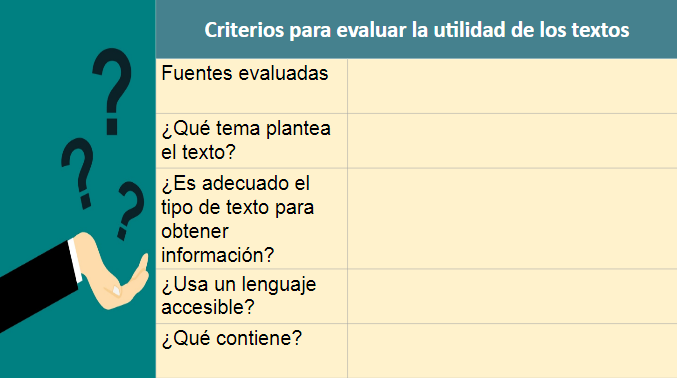 Criterios para evaluar la utilidad de los textos
Fuentes evaluadas
¿Qué tema plantea
el texto?
¿Es adecuado el
tipo de texto para
obtener
información?
¿Usa un lenguaje
accesible?
¿Qué contiene?